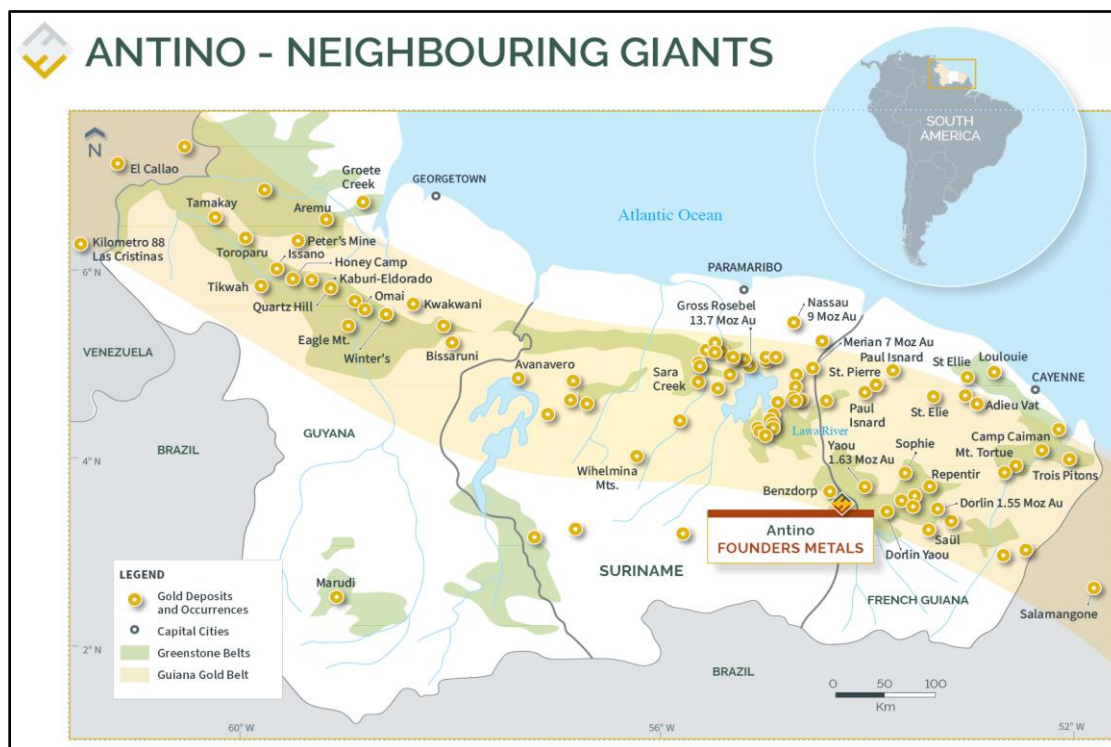 ANTINO - NEIGHBOURING GIANTS
SOUTH
AMERICA
N
El Callao
Groete
Creek
GEORGETOWN
Tamakay
Aremu
Atlantic Ocean
Kilometro 88
Las Cristinas
Toroparu
Peter's Mine
Issano
Honey Camp
Kaburi-Eldorado
6° N
Tikwah
Quartz Hill
Omai
Kwakwani
PARAMARIBO
Gross Rosebel
13.7 Moz Au
Nassau
9 Moz Au
Eagle Mt.
Winter's
Bissaruni
Merian 7 Moz Au
VENEZUELA
Avanavero
Sara
Creek
St. Pierre
Paul Isnard
St Ellie
Loulouie
CAYENNE
Paul
Isnard
St. Elie
Adieu Vat
BRAZIL
GUYANA
Lawa River
Yaou
1.63 Moz Au
Sophie
Camp Caiman
Mt. Tortue
4° N
Wihelmina
Mts.
Repentir
Trois Pitons
Benzdorp
Dorlin 1.55 Moz Au
Antino
FOUNDERS METALS
Saül
Dorlin Yaou
SURINAME
Marudi
FRENCH GUIANA
Salamangone
LEGEND
Gold Deposits
and Occurrences
Capital Cities
Greenstone Belts
Guiana Gold Belt
2° N
BRAZIL
0 50 100
Km
60° W
56° W
52° W